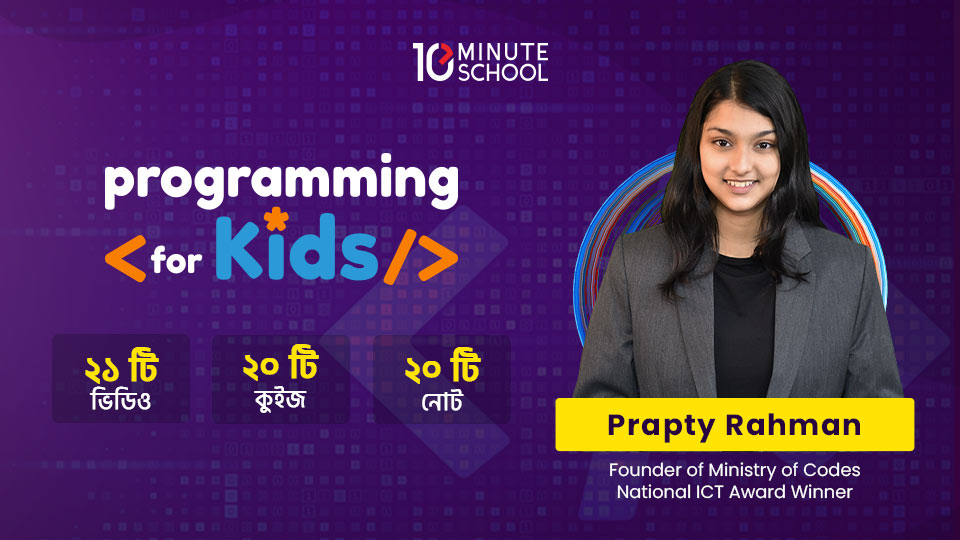 10 MINUTE
SCHOOL
programming
<for Kids/>
২১ টি
ভিডিও
২০ টি
কুইজ
২০ টি
নোট
Prapty Rahman
Founder of Ministry of Codes
National ICT Award Winner